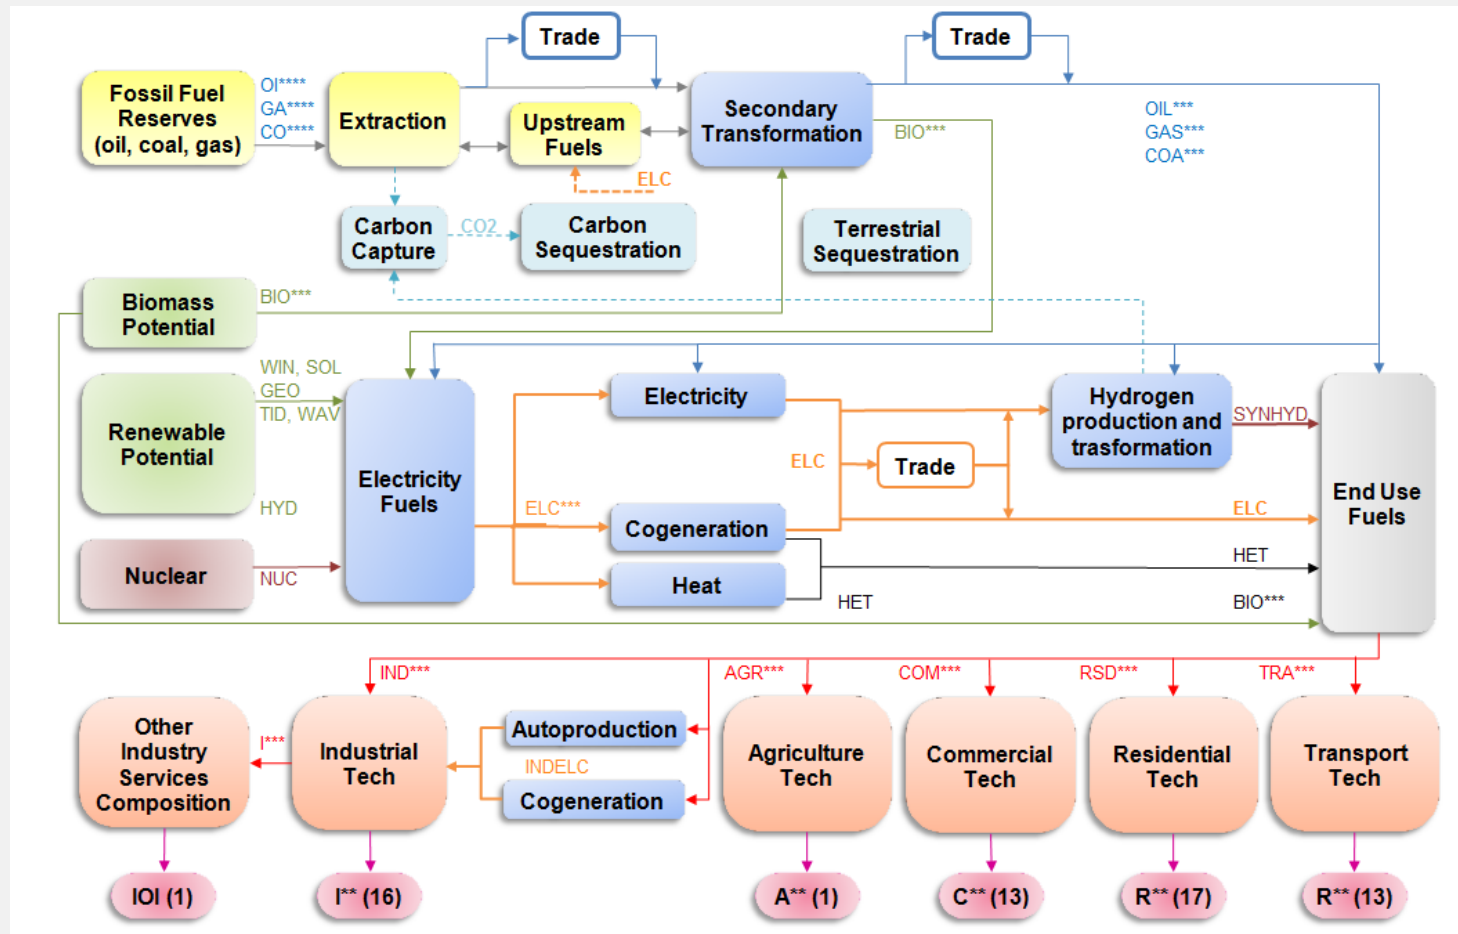 Trade
Trade
Fossil Fuel
Reserves
(oil, coal, gas)
OI****
GA****
CO****
Extraction
Upstream
Fuels
Secondary
Transformation
BIO***
OIL***
GAS***
COA***
ELC
Carbon
Capture
CO2
Carbon
Sequestration
Terrestrial
Sequestration
Biomass
Potential
BIO***
Renewable
Potential
WIN, SOL
GEO
TID, WAV
HYD
Nuclear
NUC
Electricity
Fuels
ELC***
Electricity
Cogeneration
Heat
ELC
Trade
HET
Hydrogen
production and
trasformation
SYNHYD
ELC
HET
BIO***
End Use
Fuels
IND***
AGR***
COM***
RSD***
TRA***
Other
Industry
Services
Composition
I***
Industrial
Tech
Autoproduction
INDELC
Cogeneration
Agriculture
Tech
Commercial
Tech
Residential
Tech
Transport
Tech
IOI (1)
I** (16)
A** (1)
C** (13)
R** (17)
R** (13)